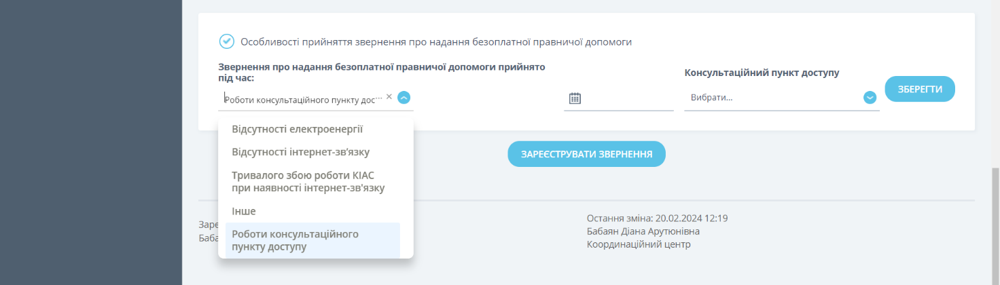 Особливості прийняття звернення про надання безоплатної правничої допомоги
Звернення про надання безоплатної правничої допомоги прийнято
під час:
Консультаційний пункт доступу
Роботи консультаційного пункту дос...
Вибрати...
ЗБЕРЕГТИ
Відсутності електроенергії
Відсутності інтернет-зв’язку
Тривалого збою роботи КІАС
при наявності інтернет-зв'язку
Інше
Роботи консультаційного
пункту доступу
ЗАРЕЄСТРУВАТИ ЗВЕРНЕННЯ
Заре
Баба
Остання зміна: 20.02.2024 12:19
Бабаян Діана Арутюнівна
Координаційний центр